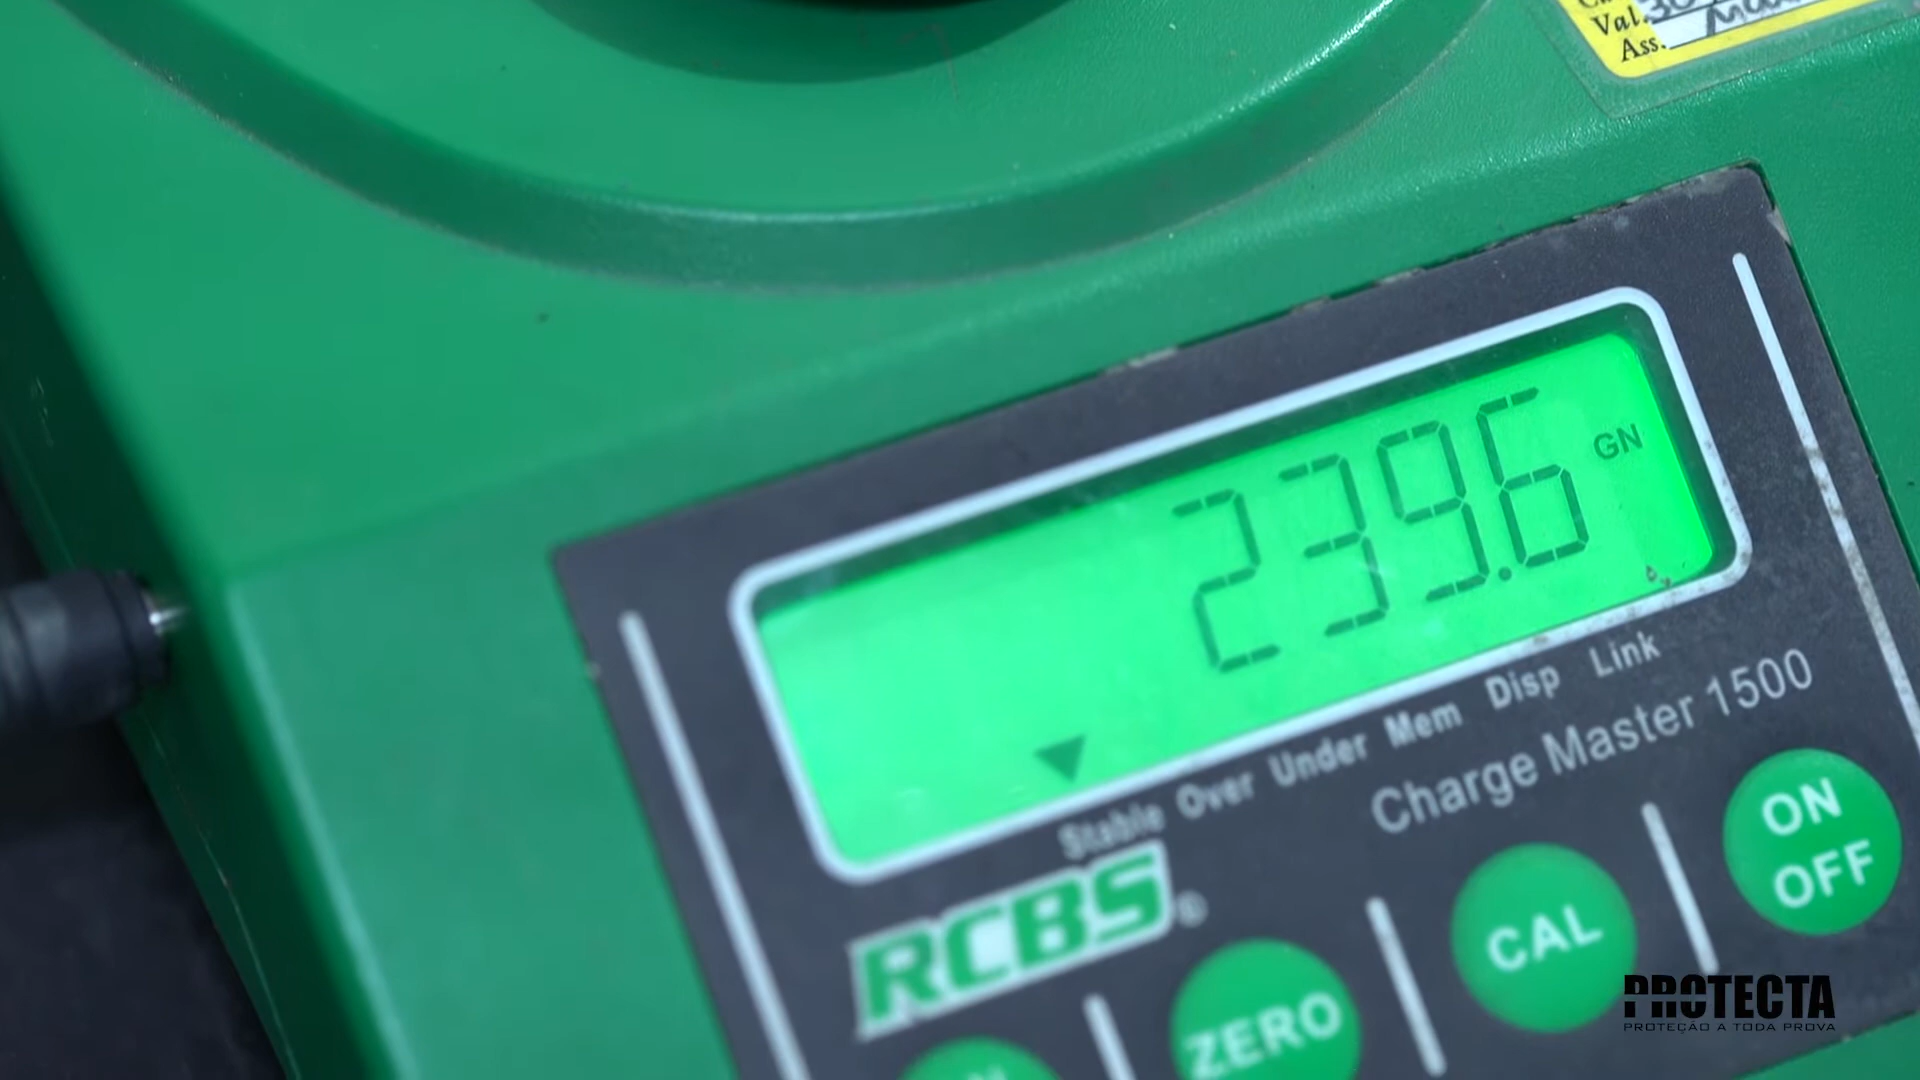 Val. 30
Ass.
239.6 GN
Stable Over Under Mem Disp Link
Charge Master 1500
RCBS®
ON
OFF
CAL
ZERO
PROTECTA
PROTEÇÃO A TODA PROVA